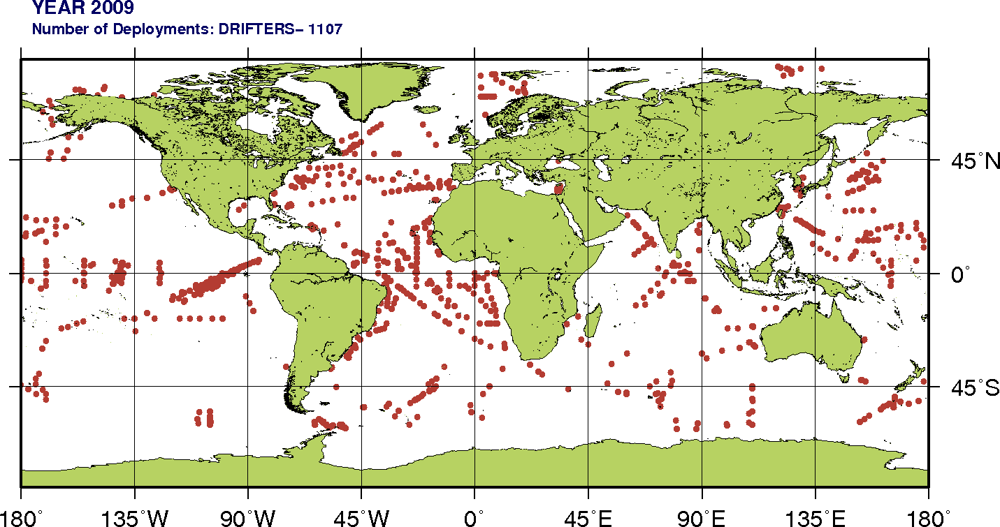 YEAR 2009
Number of Deployments: DRIFTERS– 1107
45°N
0°
45°S
180° 135°W 90°W 45°W 0° 45°E 90°E 135°E 180°